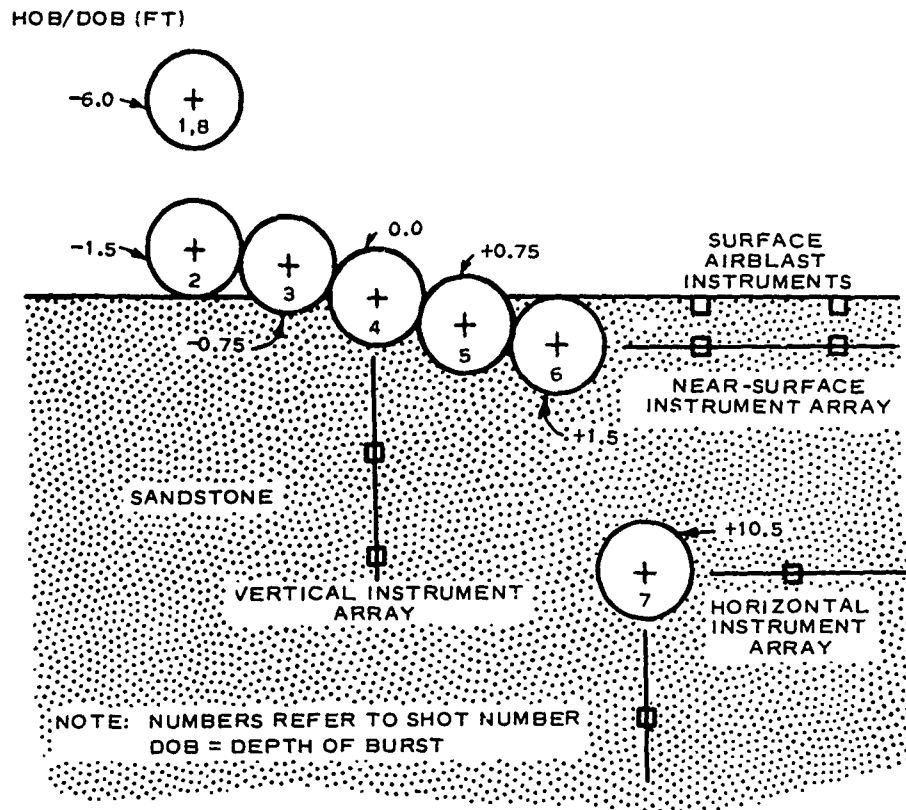 HOB/DOB (FT)
-6.0
1,8
-1.5
2
3
-0.75
0.0
4
+0.75
5
6
+1.5
SURFACE
AIRBLAST
INSTRUMENTS
NEAR-SURFACE
INSTRUMENT ARRAY
SANDSTONE
VERTICAL INSTRUMENT
ARRAY
+10.5
7
HORIZONTAL
INSTRUMENT
ARRAY
NOTE: NUMBERS REFER TO SHOT NUMBER
DOB = DEPTH OF BURST